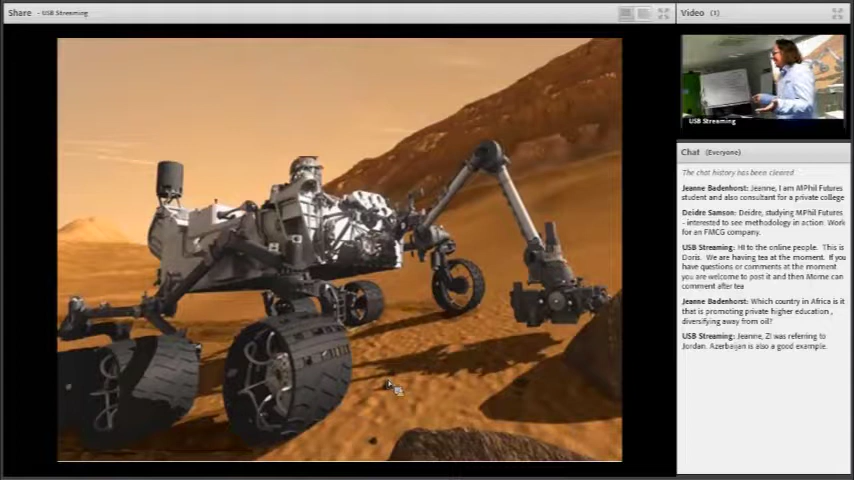 Share - USB Streaming
Video (1)
USB Streaming
Chat (Everyone)
The chat history has been cleared
Jeanne Badenhorst: Jeanne, I am MPhil Futures
student and also consultant for a private college
Deidre Samson: Deidre, studying MPhil Futures
- interested to see methodology in action. Work
for an FMCG company.
USB Streaming: HI to the online people. This is
Doris. We are having tea at the moment. If you
have questions or comments at the moment
you are welcome to post it and then Morne can
comment after tea
Jeanne Badenhorst: Which country in Africa is it
that is promoting private higher education ,
diversifying away from oil?
USB Streaming: Jeanne, ZI was referring to
Jordan. Azerbaijan is also a good example.